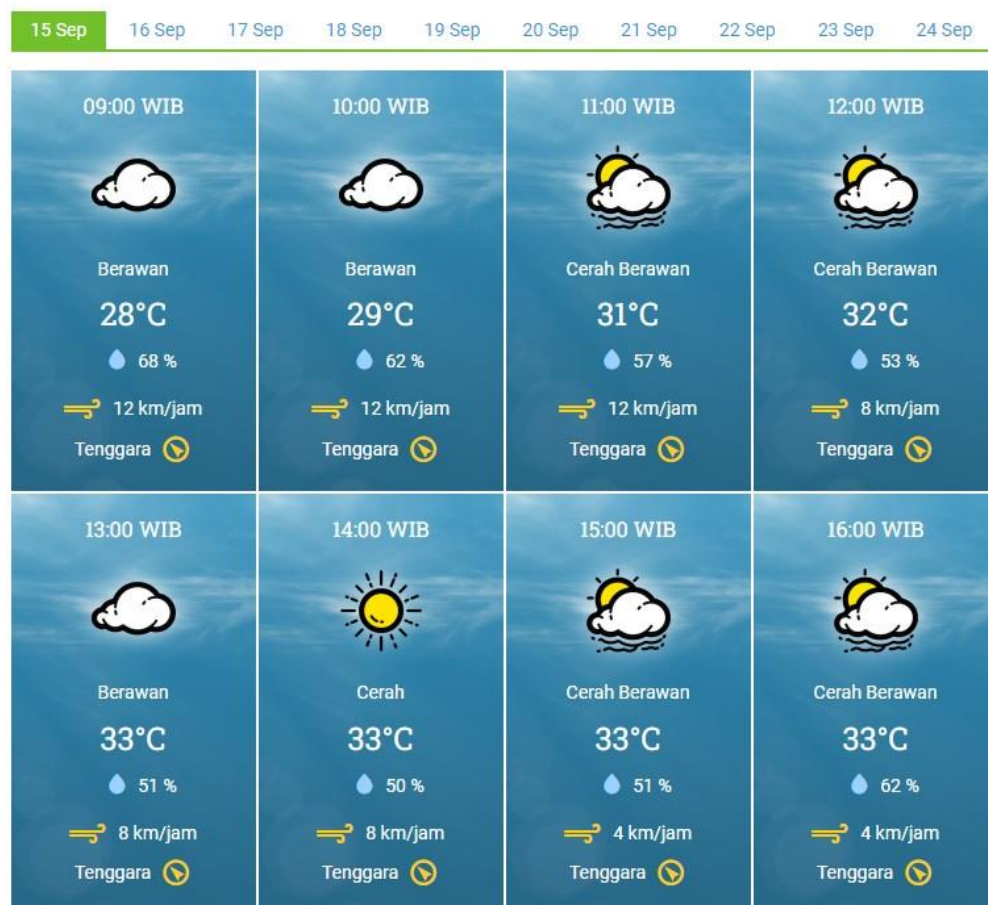 15 Sep 16 Sep 17 Sep 18 Sep 19 Sep 20 Sep 21 Sep 22 Sep 23 Sep 24 Sep
09:00 WIB
Berawan
28°C
68 %
12 km/jam
Tenggara
10:00 WIB
Berawan
29°C
62 %
12 km/jam
Tenggara
11:00 WIB
Cerah Berawan
31°C
57 %
12 km/jam
Tenggara
12:00 WIB
Cerah Berawan
32°C
53 %
8 km/jam
Tenggara
13:00 WIB
Berawan
33°C
51 %
8 km/jam
Tenggara
14:00 WIB
Cerah
33°C
50 %
8 km/jam
Tenggara
15:00 WIB
Cerah Berawan
33°C
51 %
4 km/jam
Tenggara
16:00 WIB
Cerah Berawan
33°C
62 %
4 km/jam
Tenggara